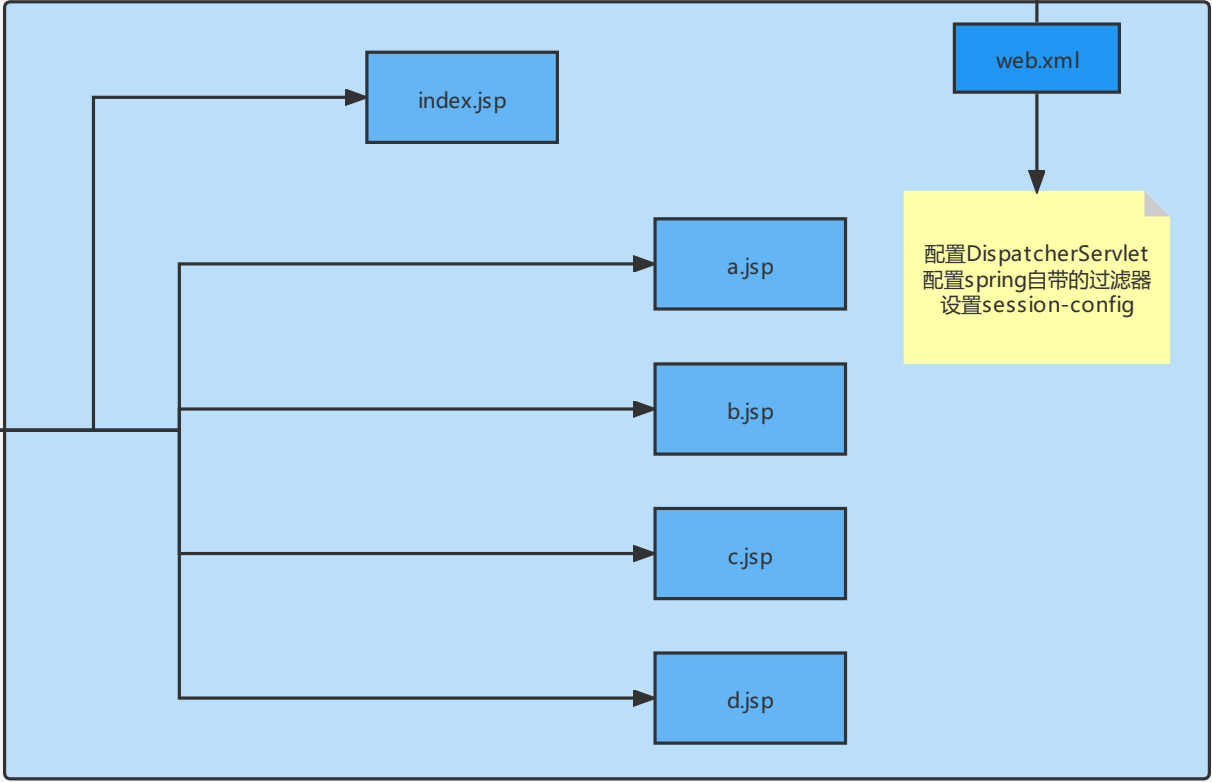 web.xml
index.jsp
a.jsp
配置DispatcherServlet
配置spring自带的过滤器
设置session-config
b.jsp
c.jsp
d.jsp